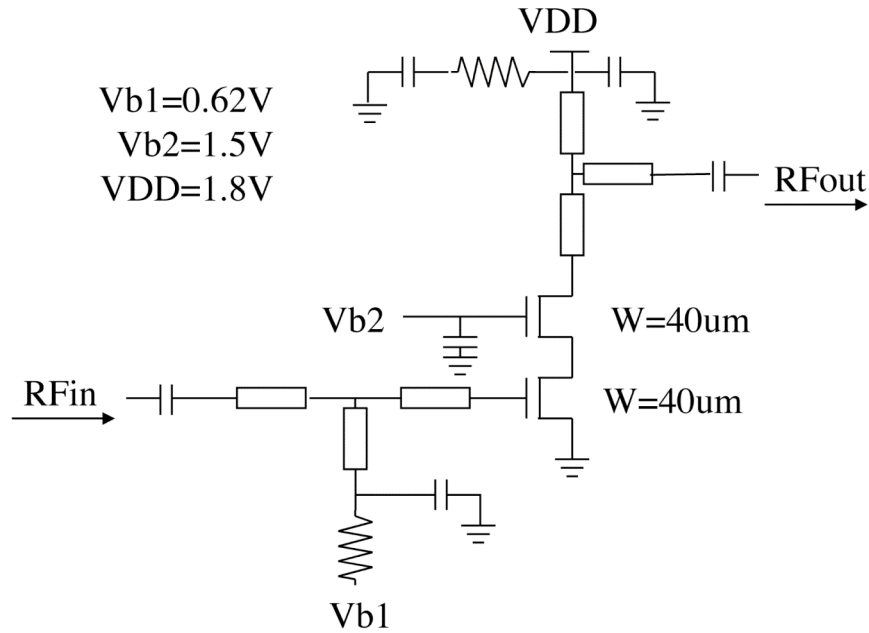 VDD
Vb1=0.62V
Vb2=1.5V
VDD=1.8V
RFout
Vb2
W=40um
RFin
W=40um
Vb1